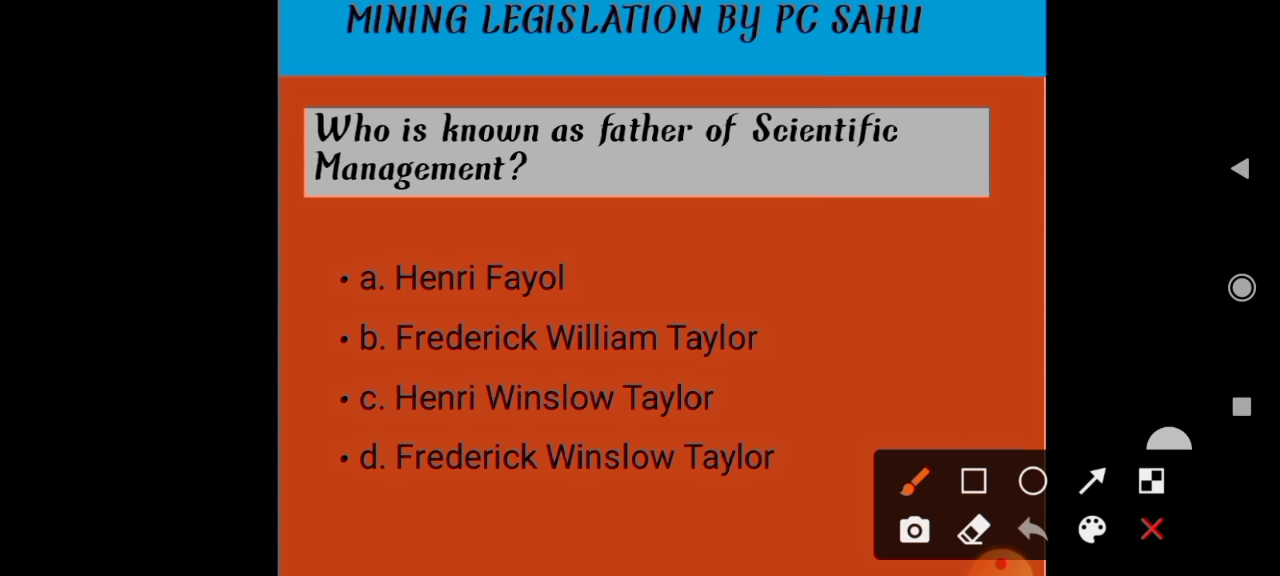 MINING LEGISLATION BY PC SAHU
Who is known as father of Scientific
Management?
• a. Henri Fayol
• b. Frederick William Taylor
• c. Henri Winslow Taylor
• d. Frederick Winslow Taylor